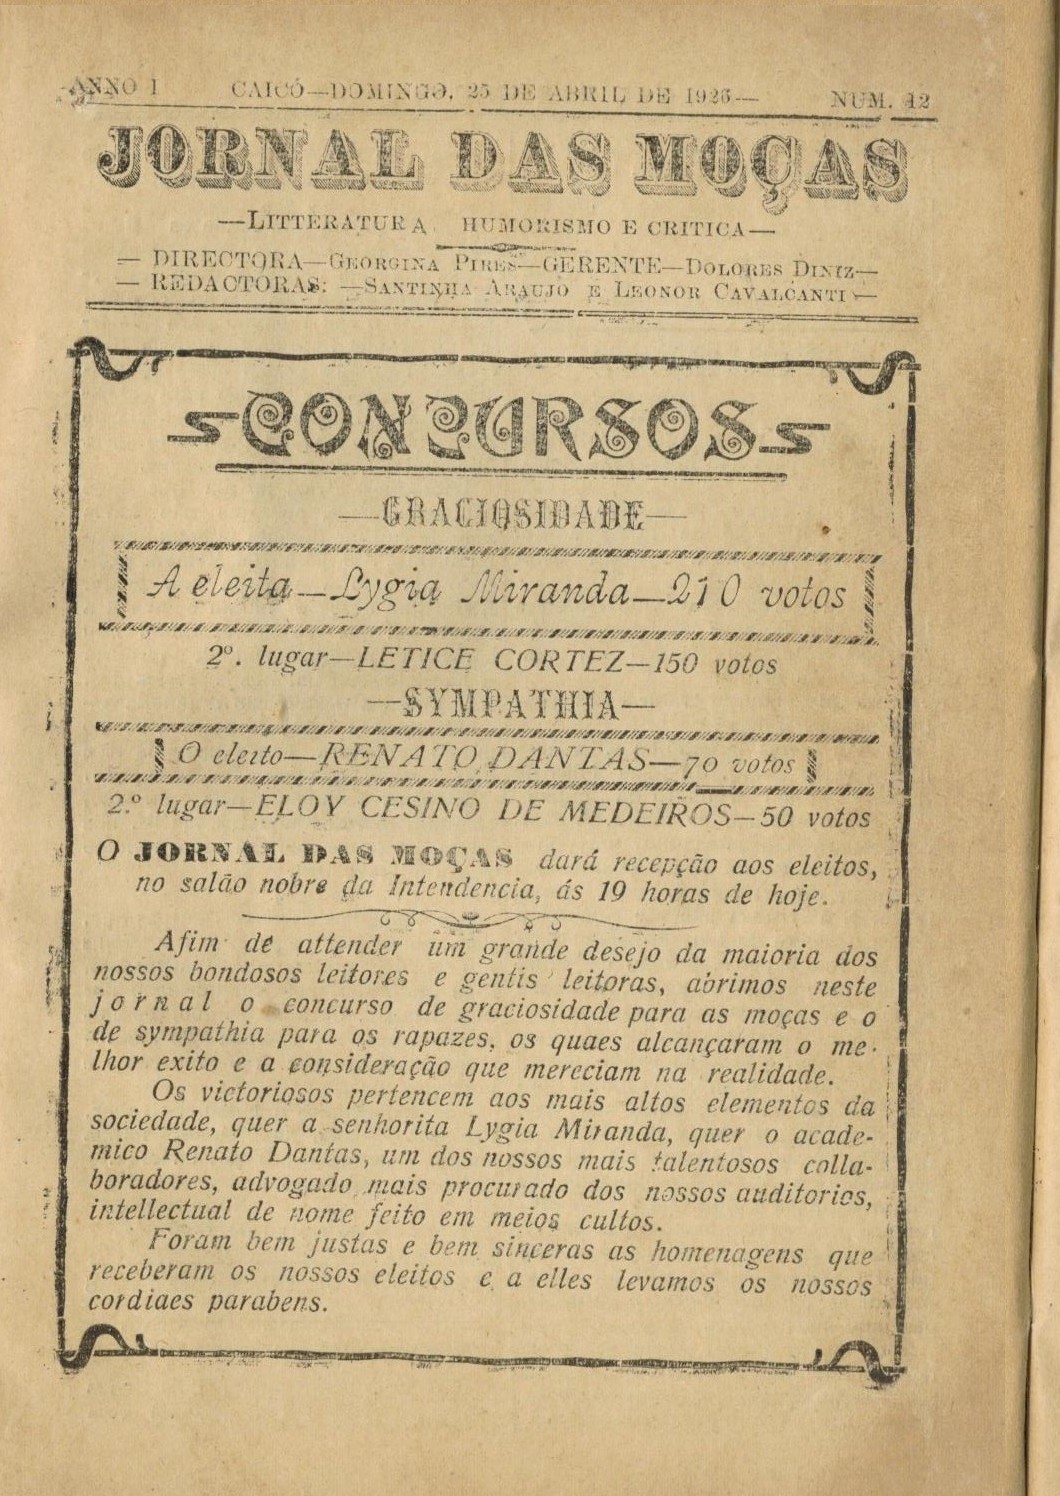 ANNO I CAICÓ—DOMINGO, 25 DE ABRIL DE 1926— NUM. 12
JORNAL DAS MOÇAS
—LITTERATURA, HUMORISMO E CRITICA—
— DIRECTORA—GEORGINA PIRES—GERENTE—DOLORES DINIZ—
— REDACTORAS: —SANTINHA ARAUJO E LEONOR CAVALCANTI—
CONCURSOS
—GRACIOSIDADE—
A eleita—Lygia Miranda—210 votos
2º. lugar—LETICE CORTEZ—150 votos
—SYMPATHIA—
O eleito—RENATO DANTAS—70 votos
2.º lugar—ELOY CESINO DE MEDEIROS—50 votos
O JORNAL DAS MOÇAS dará recepção aos eleitos,
no salão nobre da Intendencia, ás 19 horas de hoje.
Afim de attender um grande desejo da maioria dos
nossos bondosos leitores e gentis leitoras, abrimos neste
jornal o concurso de graciosidade para as moças e o
de sympathia para os rapazes, os quaes alcançaram o me-
lhor exito e a consideração que mereciam na realidade.
Os victoriosos pertencem aos mais altos elementos da
sociedade, quer a senhorita Lygia Miranda, quer o acade-
mico Renato Dantas, um dos nossos mais talentosos colla-
boradores, advogado mais procurado dos nossos auditorios,
intellectual de nome feito em meios cultos.
Foram bem justas e bem sinceras as homenagens que
receberam os nossos eleitos e a elles levamos os nossos
cordiaes parabens.